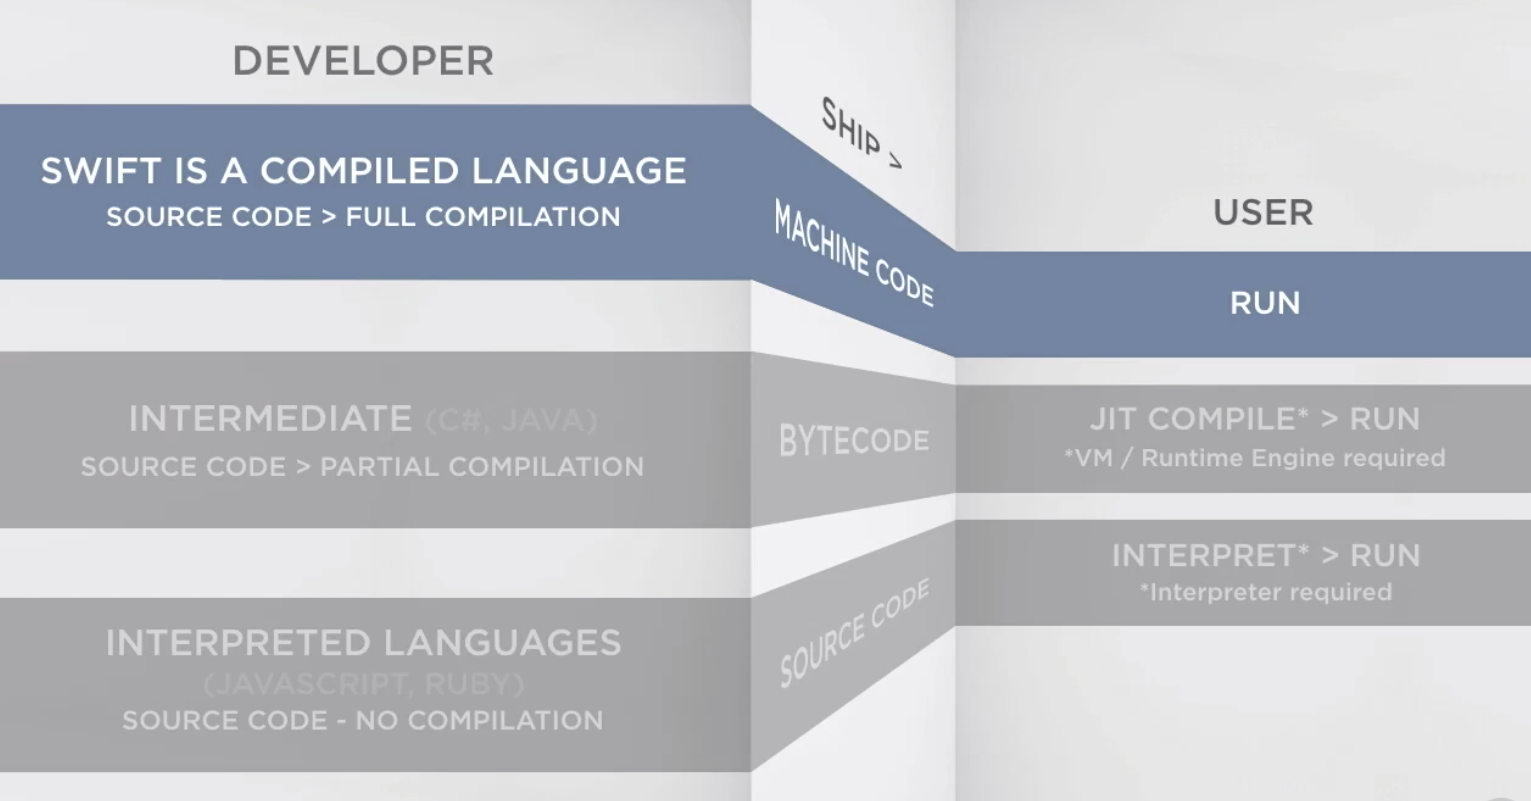 DEVELOPER
SWIFT IS A COMPILED LANGUAGE
SOURCE CODE > FULL COMPILATION
SHIP >
MACHINE CODE
USER
RUN
INTERMEDIATE (C#, JAVA)
SOURCE CODE > PARTIAL COMPILATION
BYTECODE
JIT COMPILE* > RUN
*VM / Runtime Engine required
INTERPRETED LANGUAGES
(JAVASCRIPT, RUBY)
SOURCE CODE - NO COMPILATION
SOURCE CODE
INTERPRET* > RUN
*Interpreter required